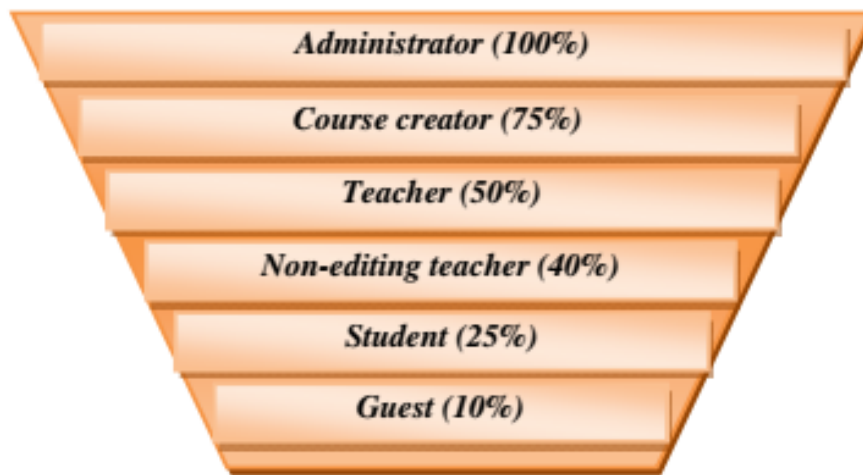 Administrator (100%)
Course creator (75%)
Teacher (50%)
Non-editing teacher (40%)
Student (25%)
Guest (10%)